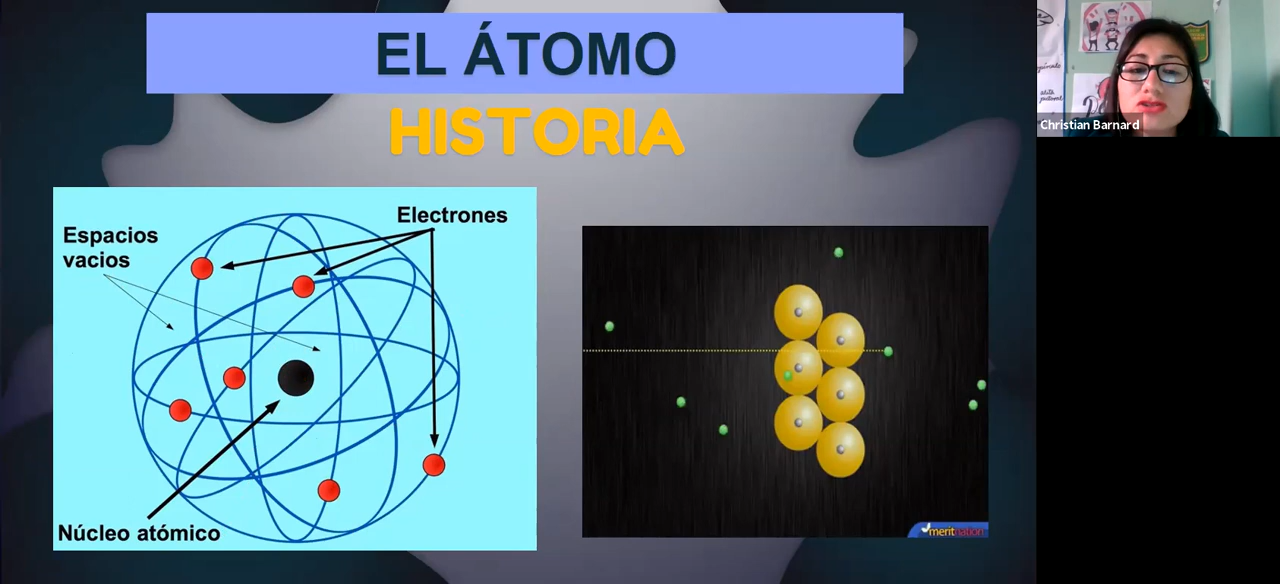 EL ÁTOMO
HISTORIA
Espacios
vacios
Electrones
Núcleo atómico
meritnation
Christian Barnard